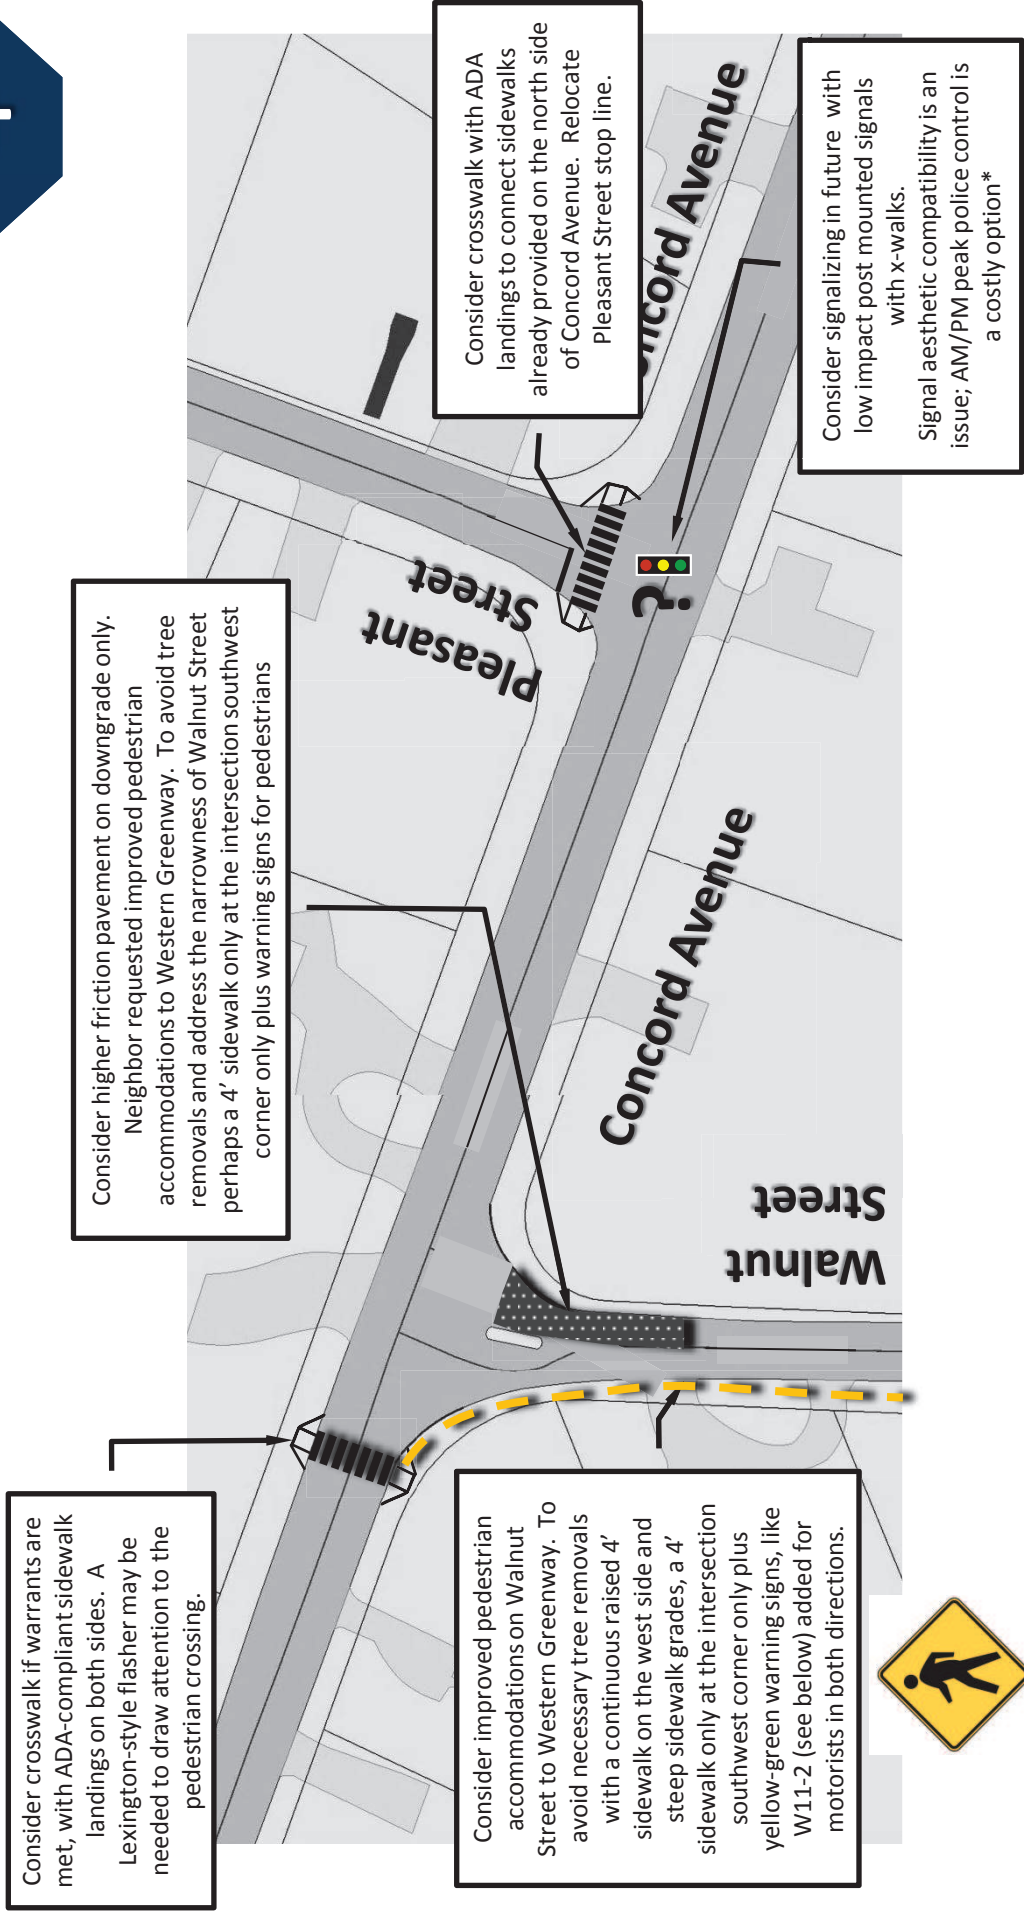 Consider crosswalk if warrants are
met, with ADA-compliant sidewalk
landings on both sides. A
Lexington-style flasher may be
needed to draw attention to the
pedestrian crossing.
Consider higher friction pavement on downgrade only.
Neighbor requested improved pedestrian
accommodations to Western Greenway. To avoid tree
removals and address the narrowness of Walnut Street
perhaps a 4’ sidewalk only at the intersection southwest
corner only plus warning signs for pedestrians
Consider crosswalk with ADA
landings to connect sidewalks
already provided on the north side
of Concord Avenue. Relocate
Pleasant Street stop line.
Pleasant
Street
Concord Avenue
?
Consider signalizing in future with
low impact post mounted signals
with x-walks.
Signal aesthetic compatibility is an
issue; AM/PM peak police control is
a costly option*
Concord Avenue
Walnut
Street
Consider improved pedestrian
accommodations on Walnut
Street to Western Greenway. To
avoid necessary tree removals
with a continuous raised 4’
sidewalk on the west side and
steep sidewalk grades, a 4’
sidewalk only at the intersection
southwest corner only plus
yellow-green warning signs, like
W11-2 (see below) added for
motorists in both directions.